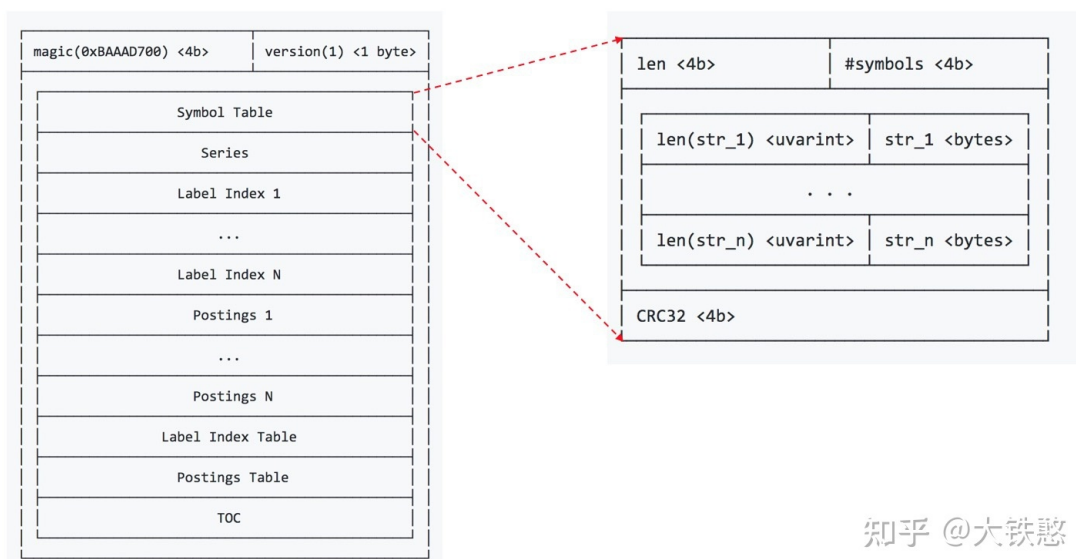 magic(0xBAAAD700) <4b> version(1) <1 byte>
Symbol Table
Series
Label Index 1
...
Label Index N
Postings 1
...
Postings N
Label Index Table
Postings Table
TOC
len <4b> #symbols <4b>
len(str_1) <uvarint> str_1 <bytes>
. . .
len(str_n) <uvarint> str_n <bytes>
CRC32 <4b>
知乎 @大铁憨